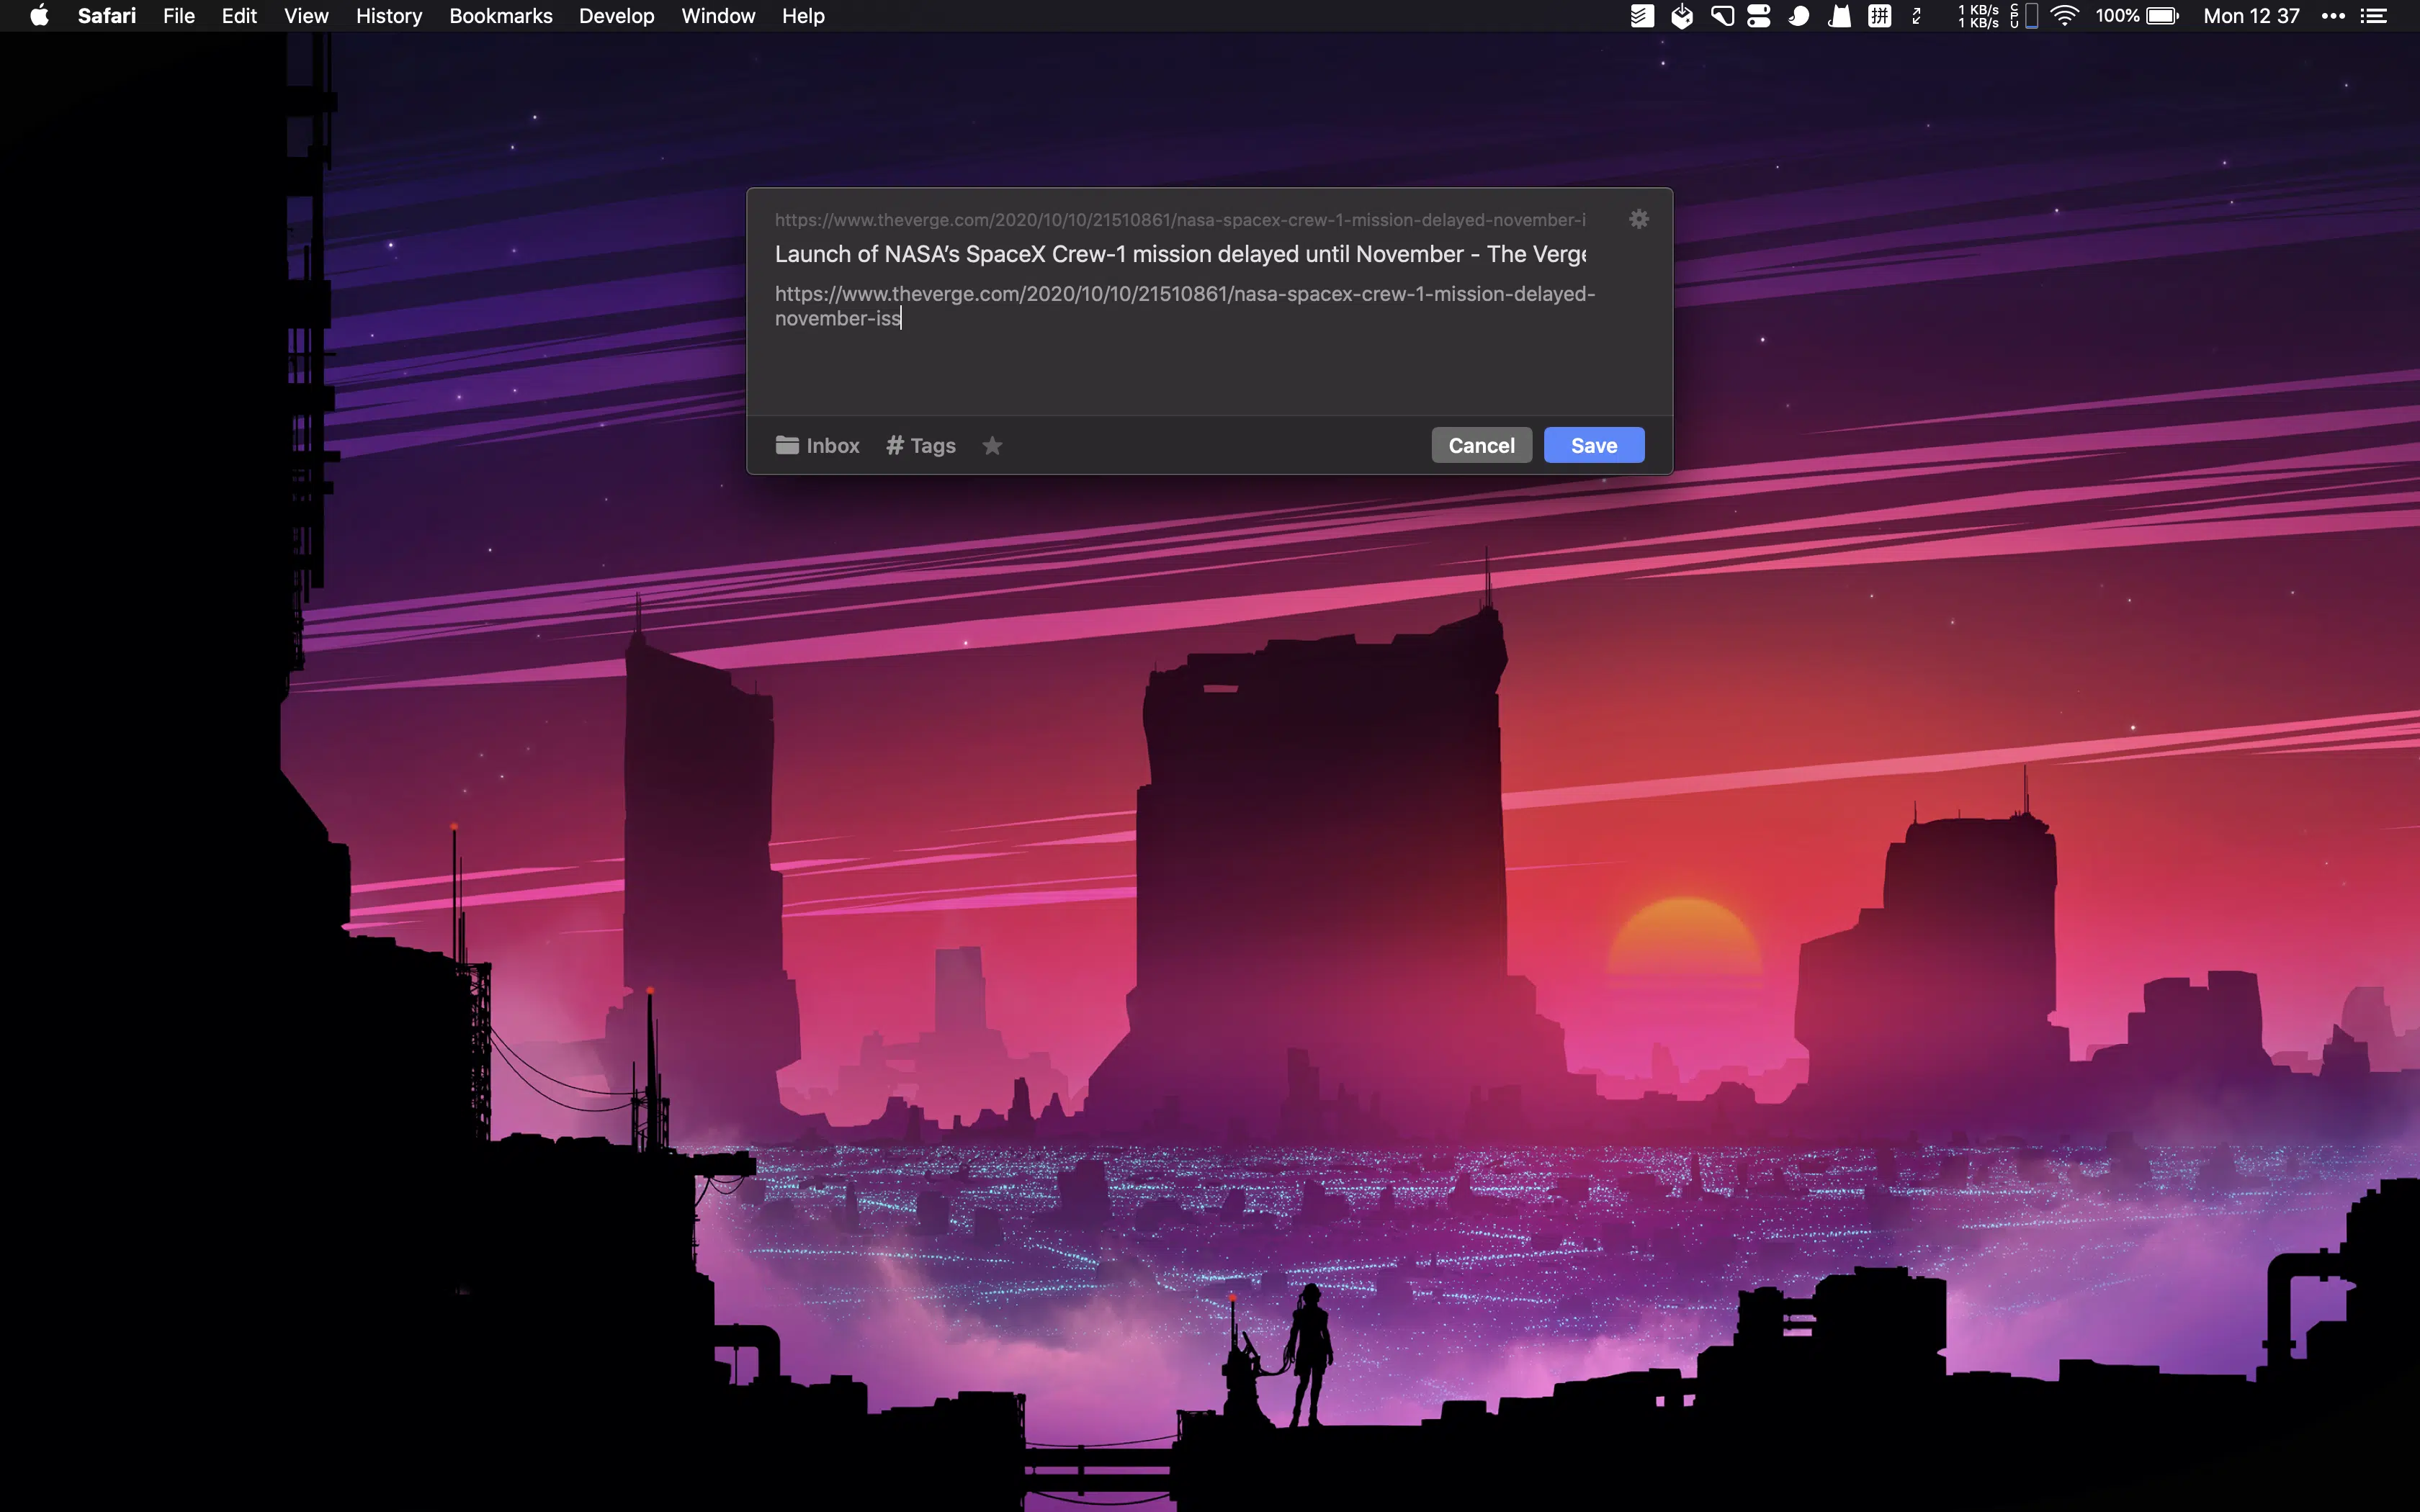 Safari File Edit View History Bookmarks Develop Window Help 拼 1 KB/s 1 KB/s CPU 100% Mon 12 37
https://www.theverge.com/2020/10/10/21510861/nasa-spacex-crew-1-mission-delayed-november-i
Launch of NASA’s SpaceX Crew-1 mission delayed until November - The Verge
https://www.theverge.com/2020/10/10/21510861/nasa-spacex-crew-1-mission-delayed-
november-iss
Inbox # Tags Cancel Save